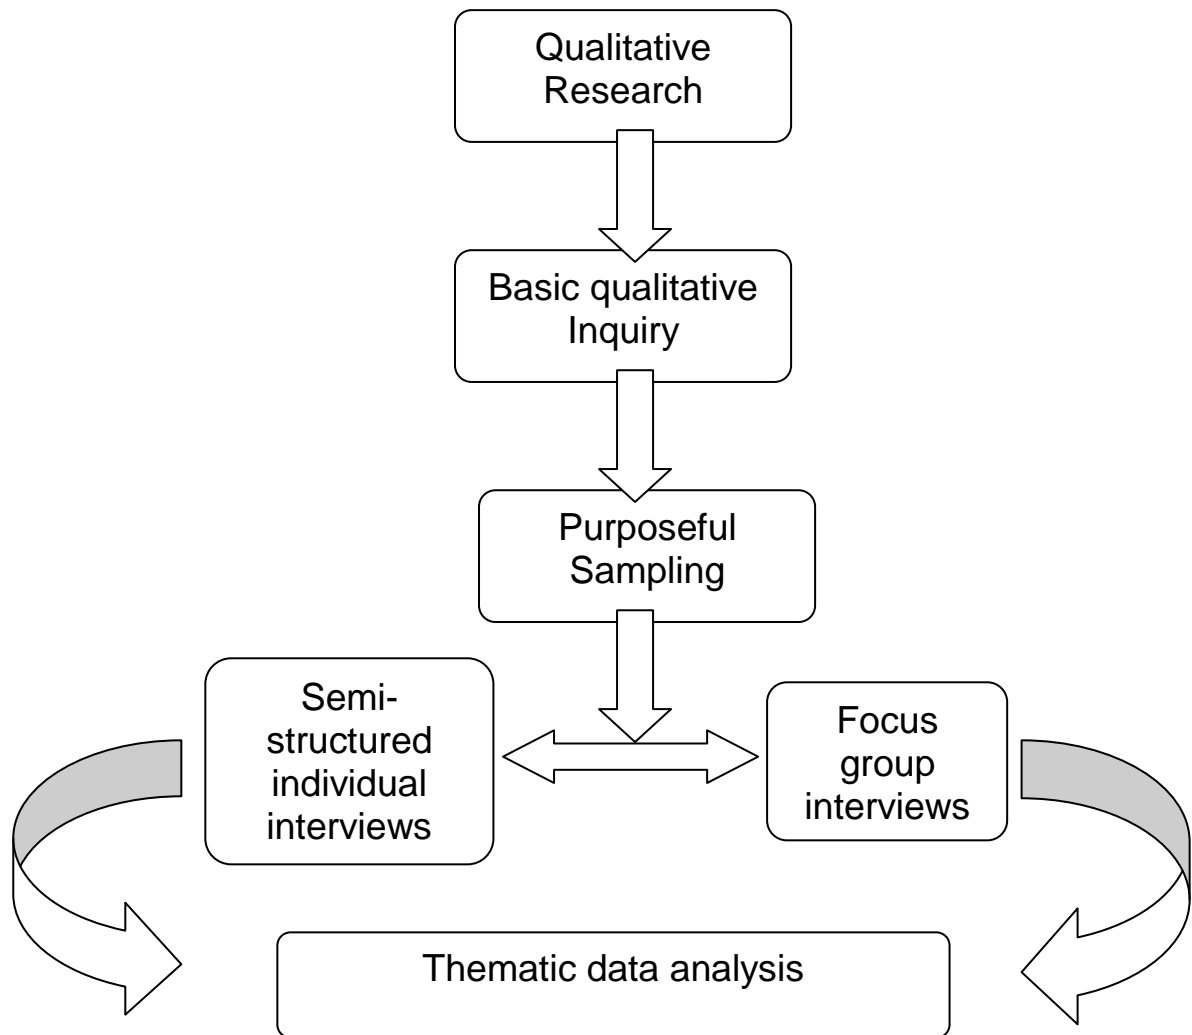 Qualitative
Research
Basic qualitative
Inquiry
Purposeful
Sampling
Semi-
structured
individual
interviews
Focus
group
interviews
Thematic data analysis